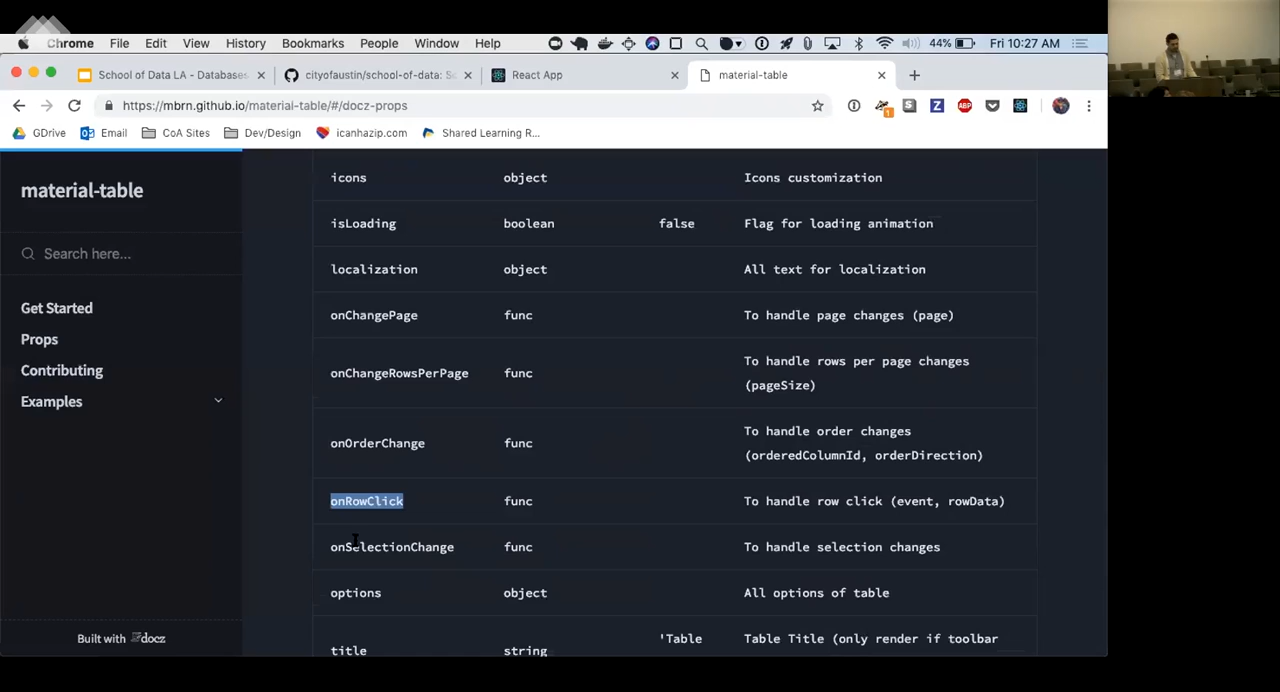 Chrome File Edit View History Bookmarks People Window Help 44% Fri 10:27 AM
School of Data LA - Databases cityofaustin/school-of-data: Sc React App material-table
https://mbrn.github.io/material-table/#/docz-props
GDrive Email CoA Sites Dev/Design icanhazip.com Shared Learning R...
material-table
Search here...
Get Started
Props
Contributing
Examples
Built with docz
icons object Icons customization
isLoading boolean false Flag for loading animation
localization object All text for localization
onChangePage func To handle page changes (page)
onChangeRowsPerPage func To handle rows per page changes
(pageSize)
onOrderChange func To handle order changes
(orderedColumnId, orderDirection)
onRowClick func To handle row click (event, rowData)
onSelectionChange func To handle selection changes
options object All options of table
title string 'Table Table Title (only render if toolbar